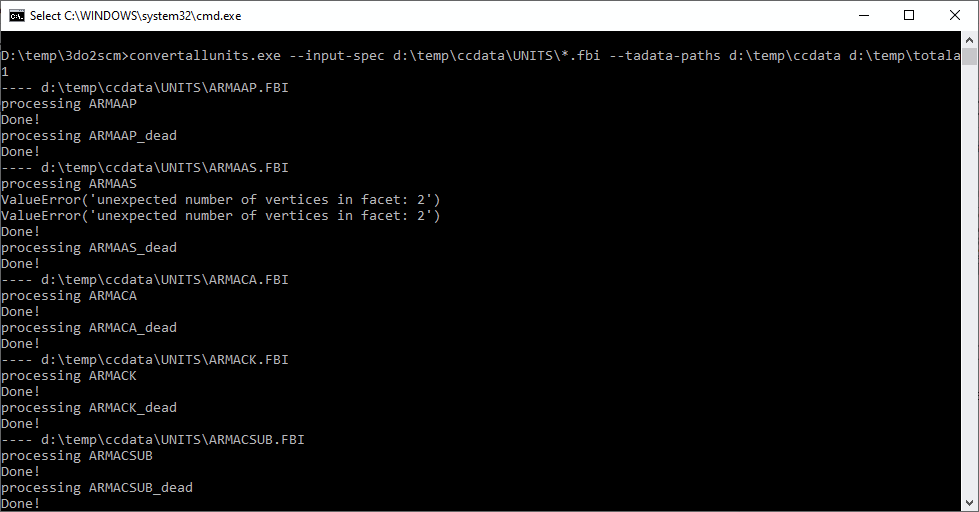 Select C:\WINDOWS\system32\cmd.exe
D:\temp\3do2scm>convertallunits.exe --input-spec d:\temp\ccdata\UNITS\*.fbi --tadata-paths d:\temp\ccdata d:\temp\totala
1
---- d:\temp\ccdata\UNITS\ARMAAP.FBI
processing ARMAAP
Done!
processing ARMAAP_dead
Done!
---- d:\temp\ccdata\UNITS\ARMAAS.FBI
processing ARMAAS
ValueError('unexpected number of vertices in facet: 2')
ValueError('unexpected number of vertices in facet: 2')
Done!
processing ARMAAS_dead
Done!
---- d:\temp\ccdata\UNITS\ARMACA.FBI
processing ARMACA
Done!
processing ARMACA_dead
Done!
---- d:\temp\ccdata\UNITS\ARMACK.FBI
processing ARMACK
Done!
processing ARMACK_dead
Done!
---- d:\temp\ccdata\UNITS\ARMACSUB.FBI
processing ARMACSUB
Done!
processing ARMACSUB_dead
Done!